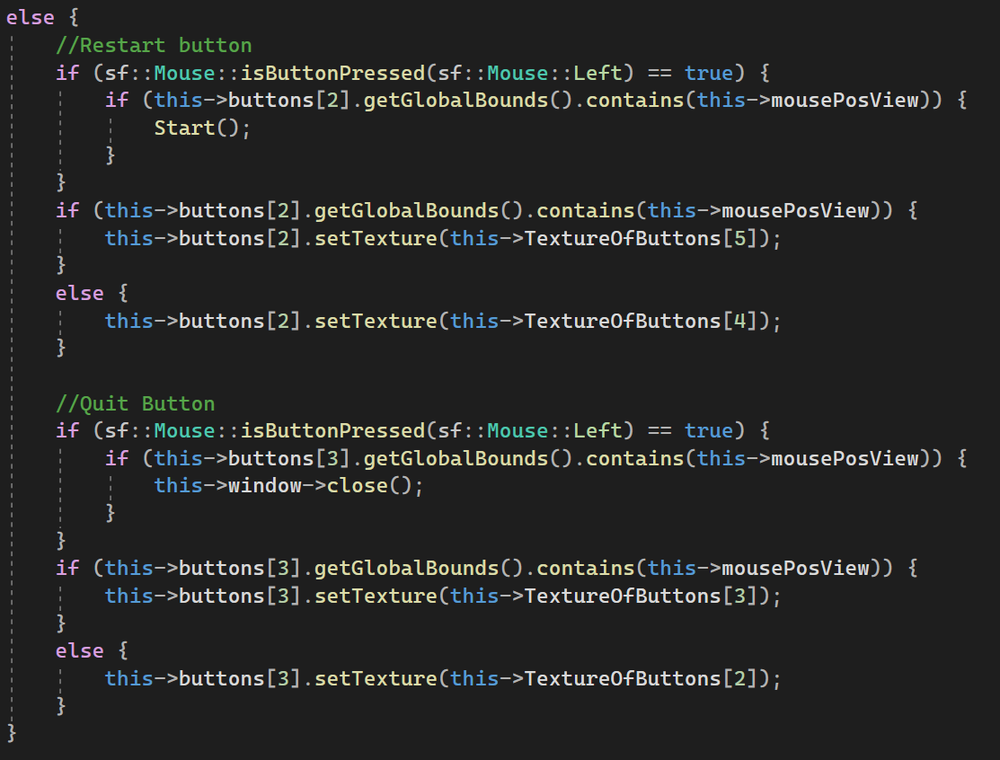 else {
    //Restart button
    if (sf::Mouse::isButtonPressed(sf::Mouse::Left) == true) {
        if (this->buttons[2].getGlobalBounds().contains(this->mousePosView)) {
            Start();
        }
    }
    if (this->buttons[2].getGlobalBounds().contains(this->mousePosView)) {
        this->buttons[2].setTexture(this->TextureOfButtons[5]);
    }
    else {
        this->buttons[2].setTexture(this->TextureOfButtons[4]);
    }

    //Quit Button
    if (sf::Mouse::isButtonPressed(sf::Mouse::Left) == true) {
        if (this->buttons[3].getGlobalBounds().contains(this->mousePosView)) {
            this->window->close();
        }
    }
    if (this->buttons[3].getGlobalBounds().contains(this->mousePosView)) {
        this->buttons[3].setTexture(this->TextureOfButtons[3]);
    }
    else {
        this->buttons[3].setTexture(this->TextureOfButtons[2]);
    }
}